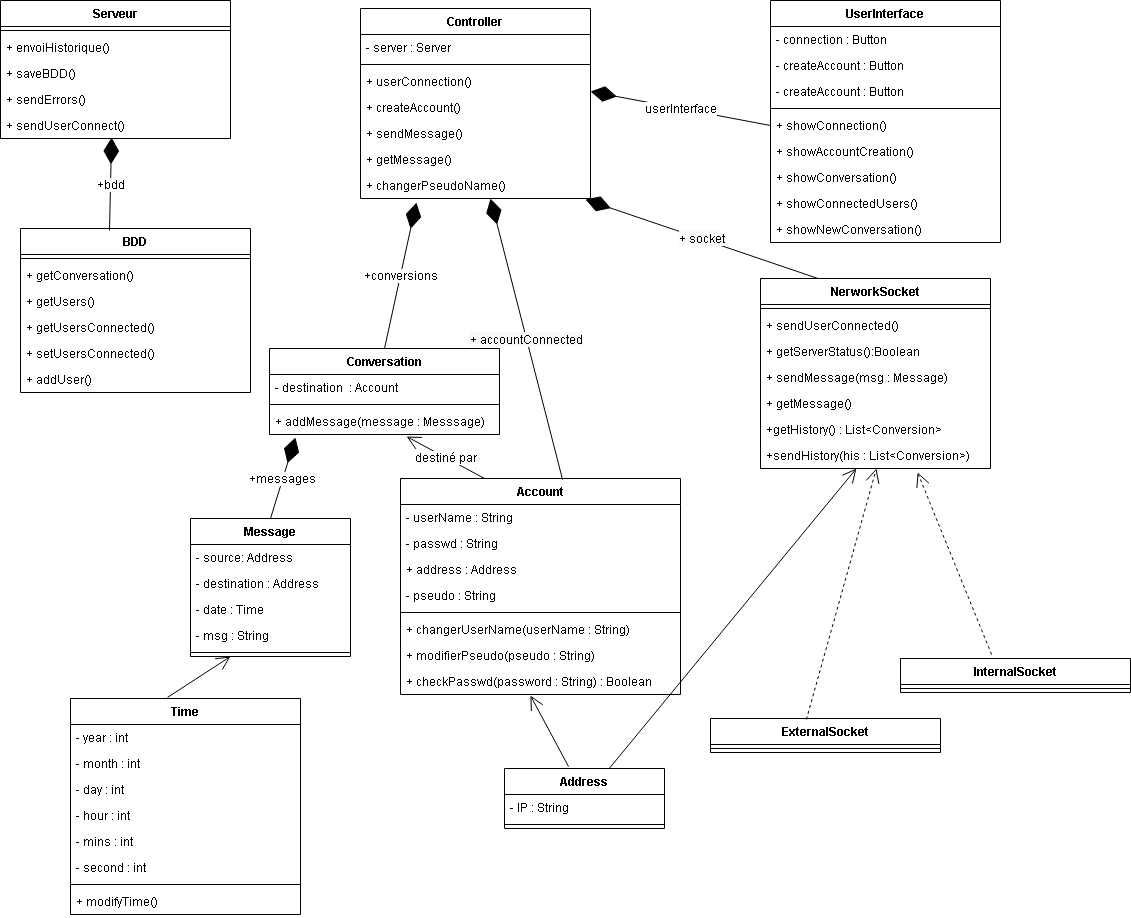 Serveur
+ envoiHistorique()
+ saveBDD()
+ sendErrors()
+ sendUserConnect()
+bdd
BDD
+ getConversation()
+ getUsers()
+ getUsersConnected()
+ setUsersConnected()
+ addUser()
Controller
- server : Server
+ userConnection()
+ createAccount()
+ sendMessage()
+ getMessage()
+ changerPseudoName()
userInterface
UserInterface
- connection : Button
- createAccount : Button
- createAccount : Button
+ showConnection()
+ showAccountCreation()
+ showConversation()
+ showConnectedUsers()
+ showNewConversation()
+ socket
+conversions
+ accountConnected
NerworkSocket
+ sendUserConnected()
+ getServerStatus():Boolean
+ sendMessage(msg : Message)
+ getMessage()
+getHistory() : List<Conversion>
+sendHistory(his : List<Conversion>)
Conversation
- destination : Account
+ addMessage(message : Messsage)
destiné par
+messages
Message
- source: Address
- destination : Address
- date : Time
- msg : String
Account
- userName : String
- passwd : String
+ address : Address
- pseudo : String
+ changerUserName(userName : String)
+ modifierPseudo(pseudo : String)
+ checkPasswd(password : String) : Boolean
InternalSocket
ExternalSocket
Time
- year : int
- month : int
- day : int
- hour : int
- mins : int
- second : int
+ modifyTime()
Address
- IP : String